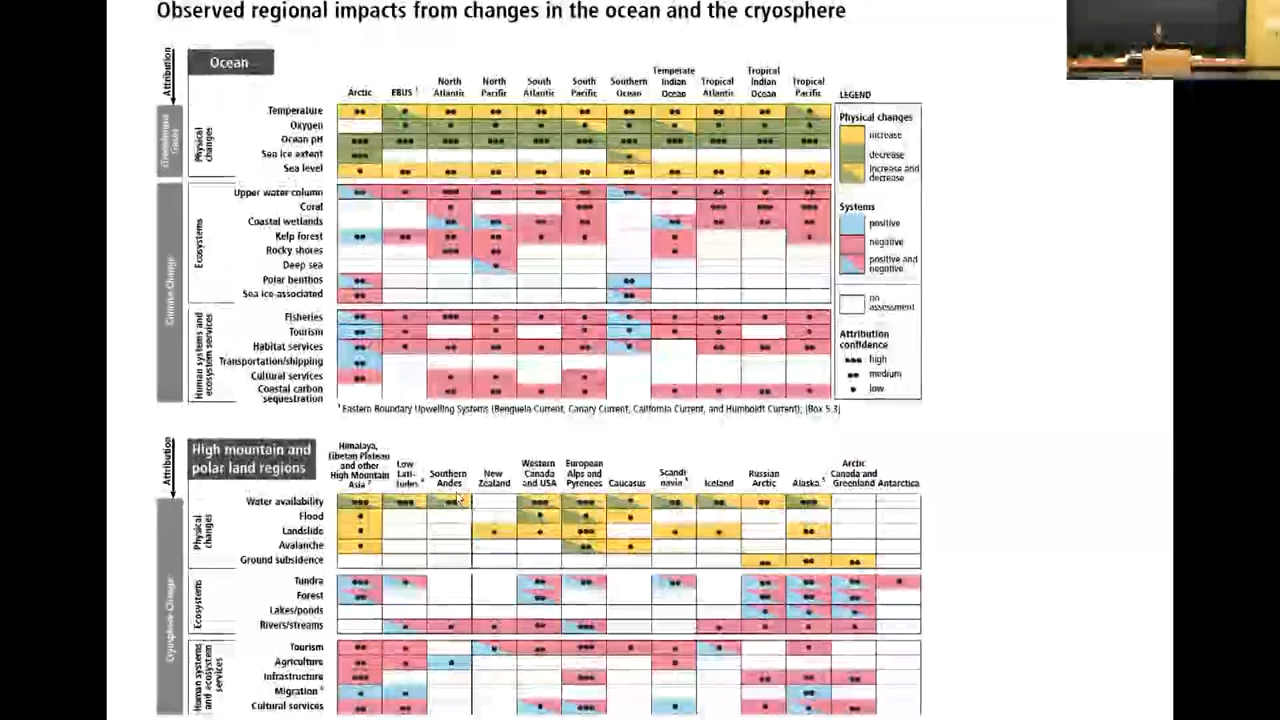 Observed regional impacts from changes in the ocean and the cryosphere
Attribution
Ocean
Arctic
EBUS 1
North Atlantic
North Pacific
South Atlantic
South Pacific
Southern Ocean
Temperate Indian Ocean
Tropical Atlantic
Tropical Indian Ocean
Tropical Pacific
Greenhouse Gases
Physical changes
Temperature
Oxygen
Ocean pH
Sea ice extent
Sea level
Climate Change
Ecosystems
Upper water column
Coral
Coastal wetlands
Kelp forest
Rocky shores
Deep sea
Polar benthos
Sea ice-associated
Human systems and ecosystem services
Fisheries
Tourism
Habitat services
Transportation/shipping
Cultural services
Coastal carbon
sequestration
LEGEND
Physical changes
increase
decrease
increase and
decrease
Systems
positive
negative
positive and
negative
no
assessment
Attribution
confidence
high
medium
low
1 Eastern Boundary Upwelling Systems (Benguela Current, Canary Current, California Current, and Humboldt Current); {Box 5.3}
Attribution
High mountain and
polar land regions
Himalaya, Tibetan Plateau and other High Mountain Asia 2
Low Lati-tudes
Southern Andes
New Zealand
Western Canada and USA
European Alps and Pyrenees
Caucasus
Scandi navia
Iceland
Russian Arctic
Alaska
Arctic Canada and Greenland
Antarctica
Cryosphere Change
Physical changes
Water availability
Flood
Landslide
Avalanche
Ground subsidence
Ecosystems
Tundra
Forest
Lakes/ponds
Rivers/streams
Human systems and ecosystem services
Tourism
Agriculture
Infrastructure
Migration
Cultural services